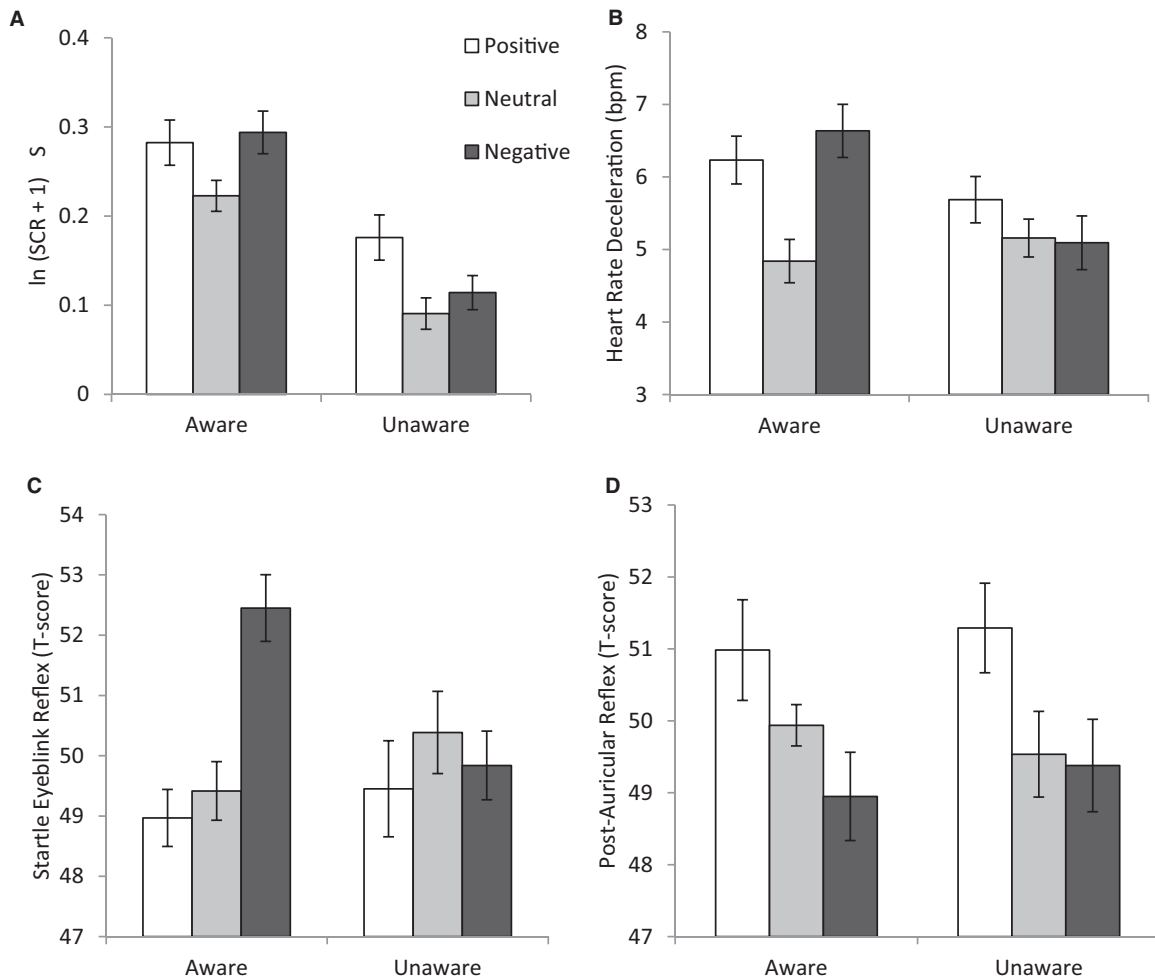 A
0.4
0.3
0.2
0.1
0
ln (SCR + 1) S
Positive
Neutral
Negative
Aware
Unaware
B
8
7
6
5
4
3
Heart Rate Deceleration (bpm)
Aware
Unaware
C
54
53
52
51
50
49
48
47
Startle Eyeblink Reflex (T-score)
Aware
Unaware
D
53
52
51
50
49
48
47
Post-Auricular Reflex (T-score)
Aware
Unaware